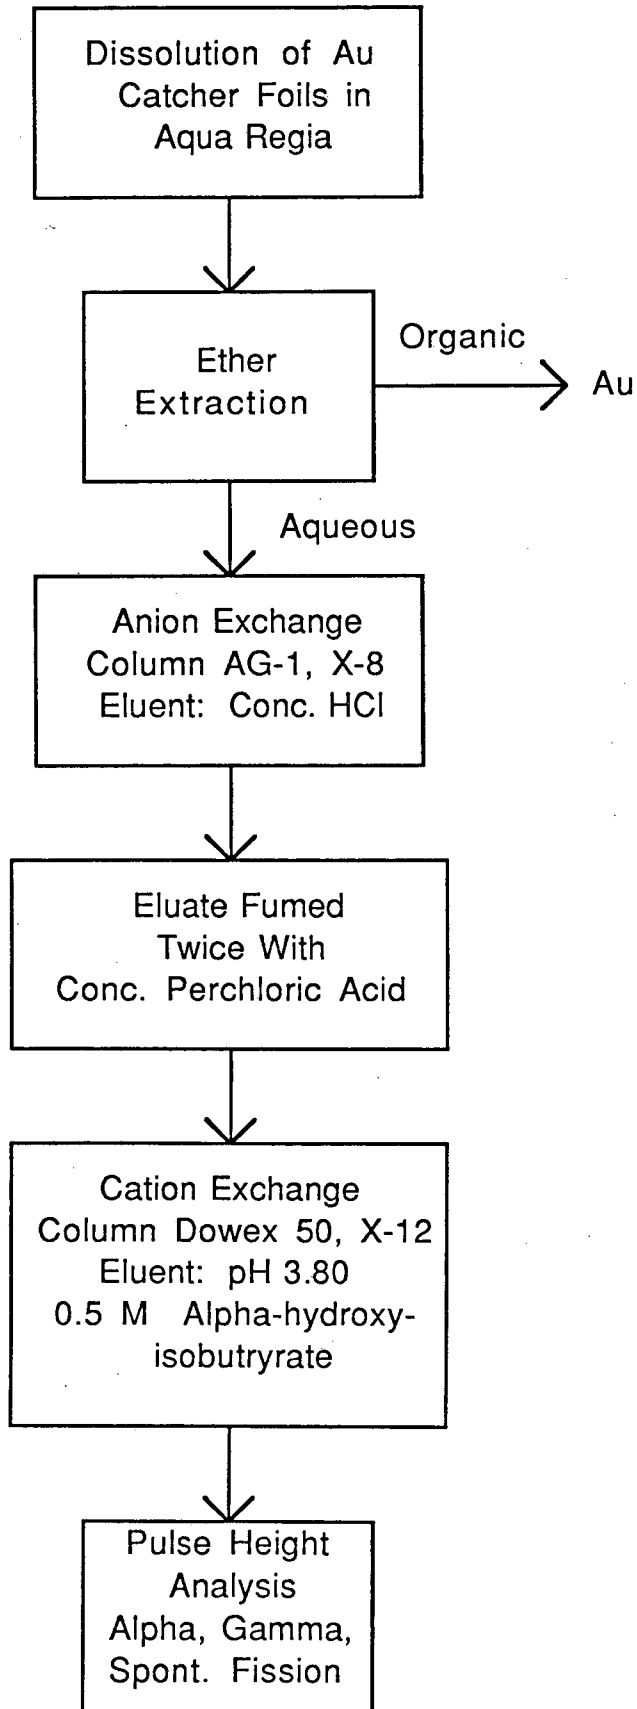 Dissolution of Au
Catcher Foils in
Aqua Regia
Ether
Extraction
Organic
Au
Aqueous
Anion Exchange
Column AG-1, X-8
Eluent: Conc. HCl
Eluate Fumed
Twice With
Conc. Perchloric Acid
Cation Exchange
Column Dowex 50, X-12
Eluent: pH 3.80
0.5 M Alpha-hydroxy-
isobutryrate
Pulse Height
Analysis
Alpha, Gamma,
Spont. Fission